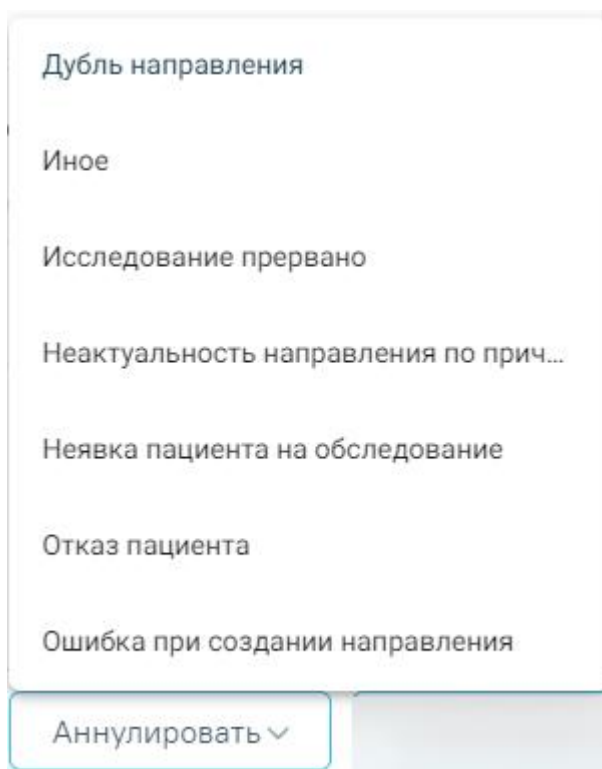 Дубль направления
Иное
Исследование прервано
Неактуальность направления по прич...
Неявка пациента на обследование
Отказ пациента
Ошибка при создании направления
Аннулировать